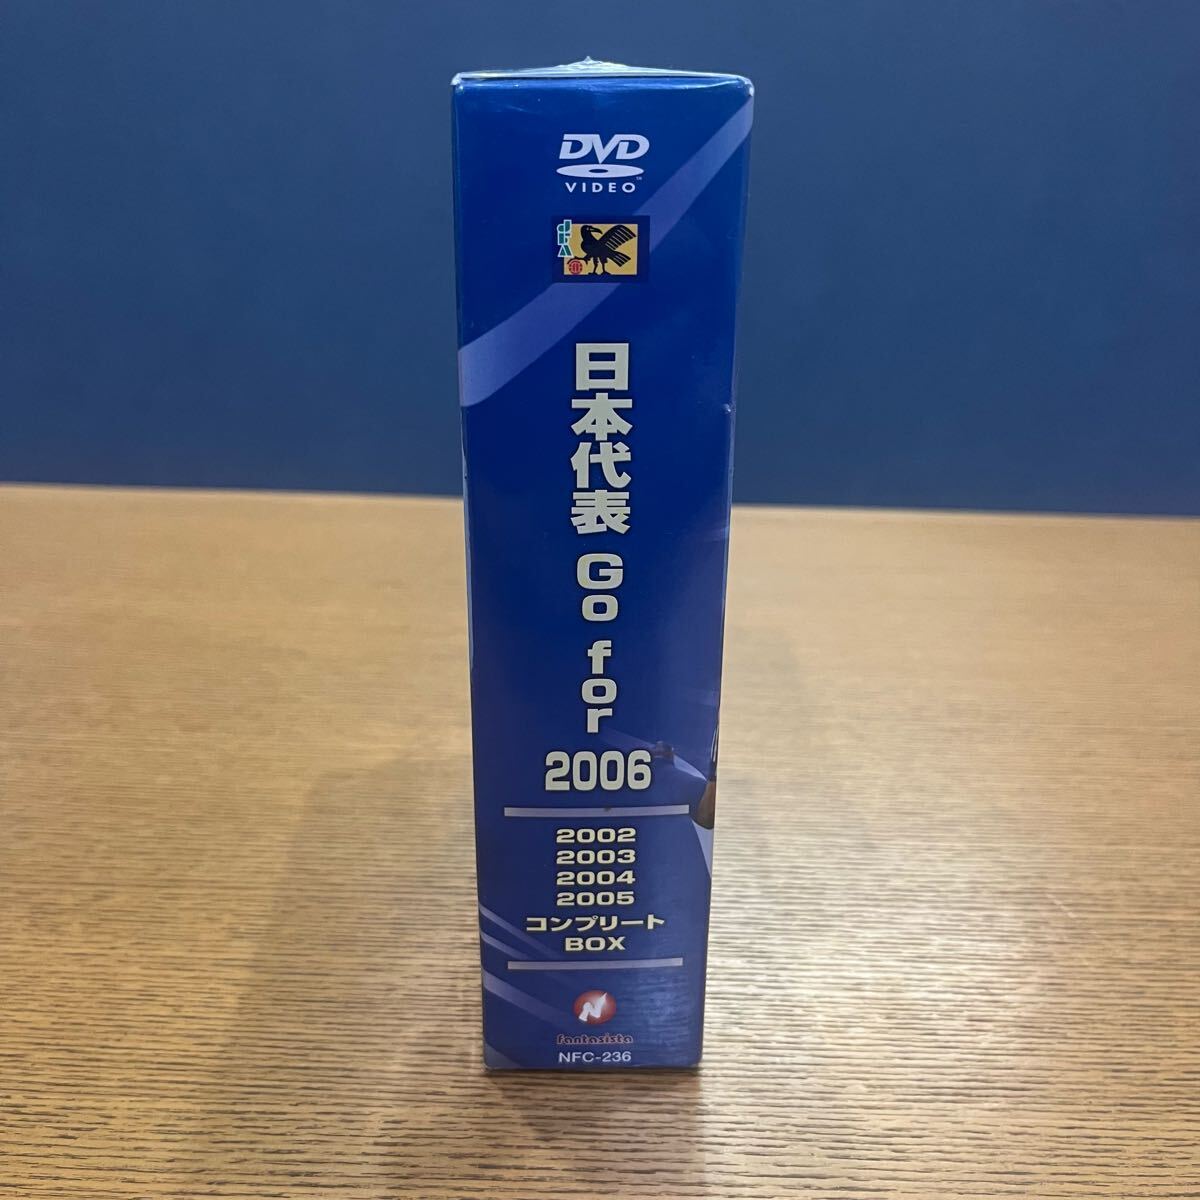 DVD
VIDEO
JFA
日本代表 Go for
2006
2002
2003
2004
2005
コンプリート
BOX
N
fantasista
NFC-236